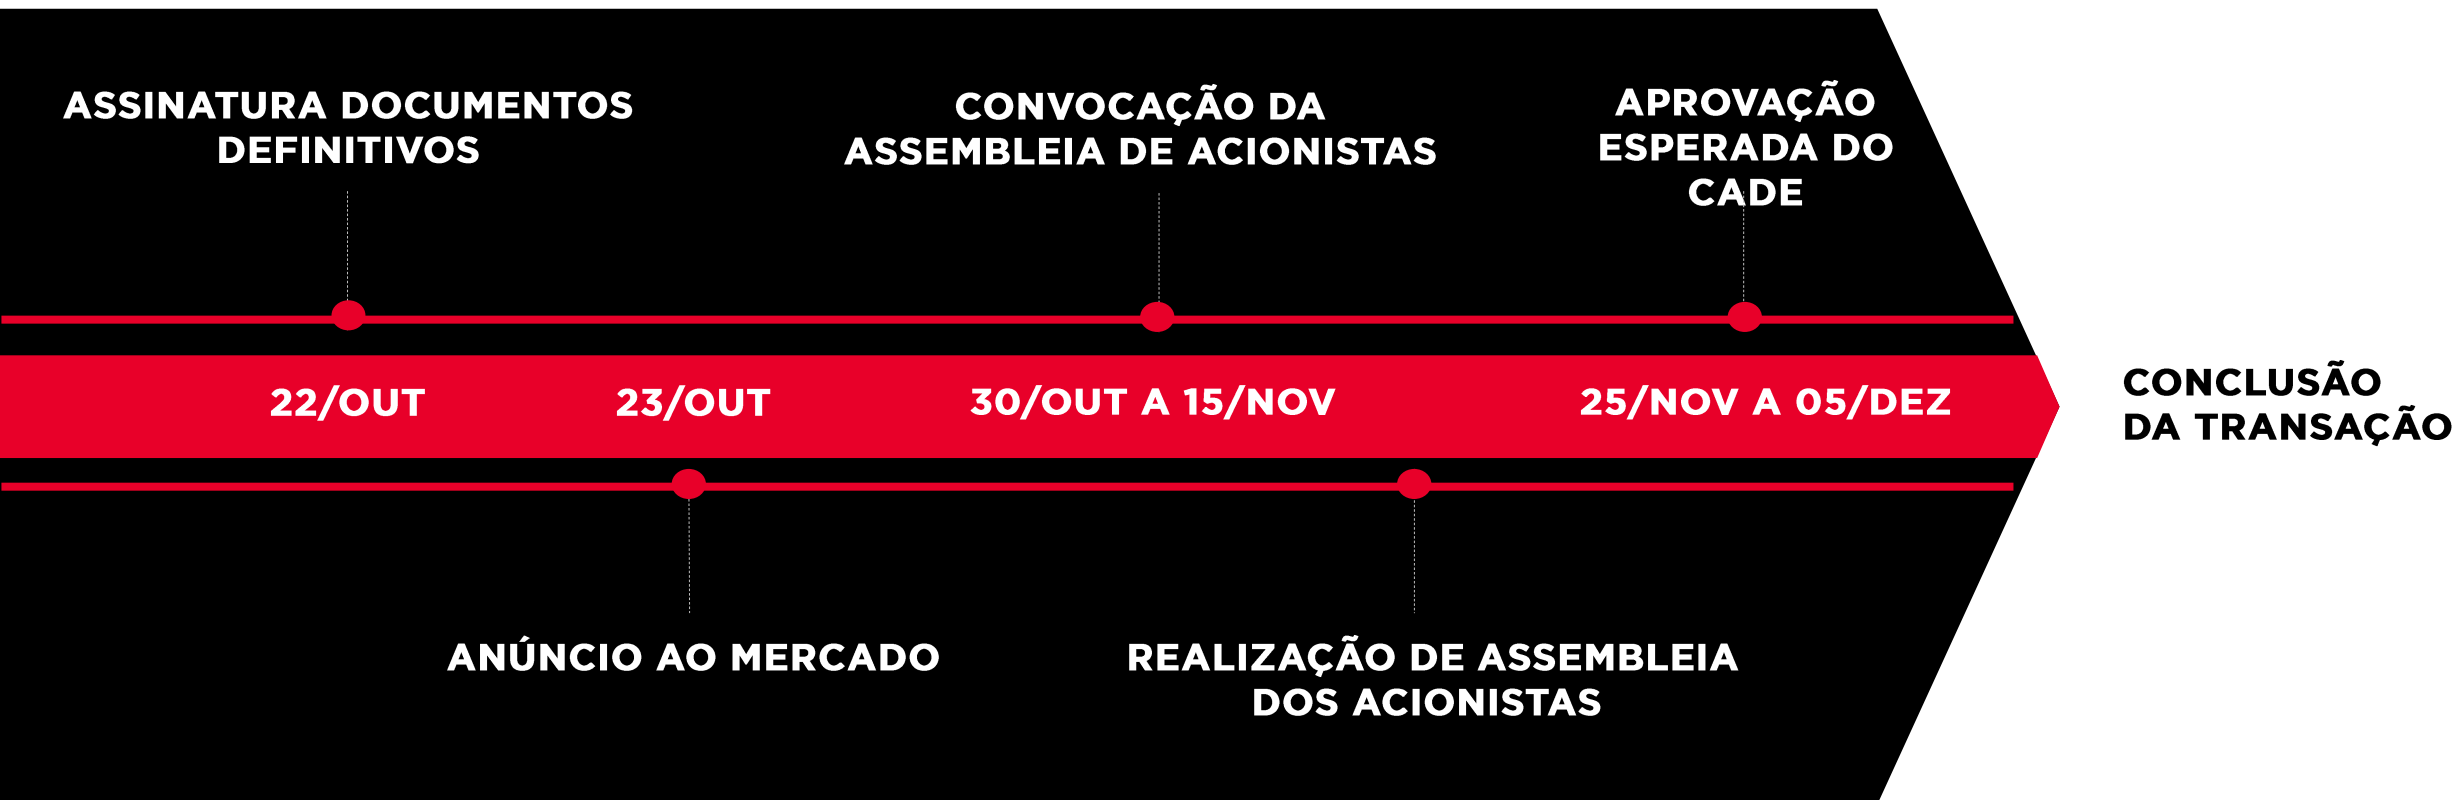 ASSINATURA DOCUMENTOS
DEFINITIVOS
CONVOCAÇÃO DA
ASSEMBLEIA DE ACIONISTAS
APROVAÇÃO
ESPERADA DO
CADE
22/OUT
23/OUT
30/OUT A 15/NOV
25/NOV A 05/DEZ
CONCLUSÃO
DA TRANSAÇÃO
ANÚNCIO AO MERCADO
REALIZAÇÃO DE ASSEMBLEIA
DOS ACIONISTAS